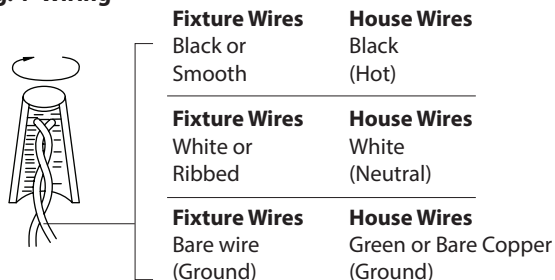 Fixture Wires House Wires
Black or Black
Smooth (Hot)
Fixture Wires House Wires
White or White
Ribbed (Neutral)
Fixture Wires House Wires
Bare wire Green or Bare Copper
(Ground) (Ground)